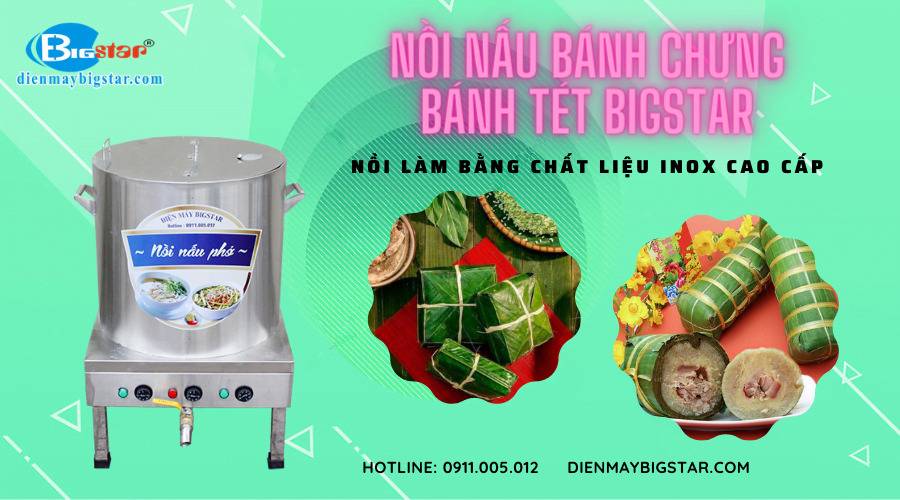 BIGSTAR®
dienmaybigstar.com
NỒI NẤU BÁNH CHƯNG
BÁNH TÉT BIGSTAR
NỒI LÀM BẰNG CHẤT LIỆU INOX CAO CẤP
ĐIỆN MÁY BIGSTAR
Hotline: 0911.005.012
~ Nồi nấu phở ~
HOTLINE: 0911.005.012
DIENMAYBIGSTAR.COM